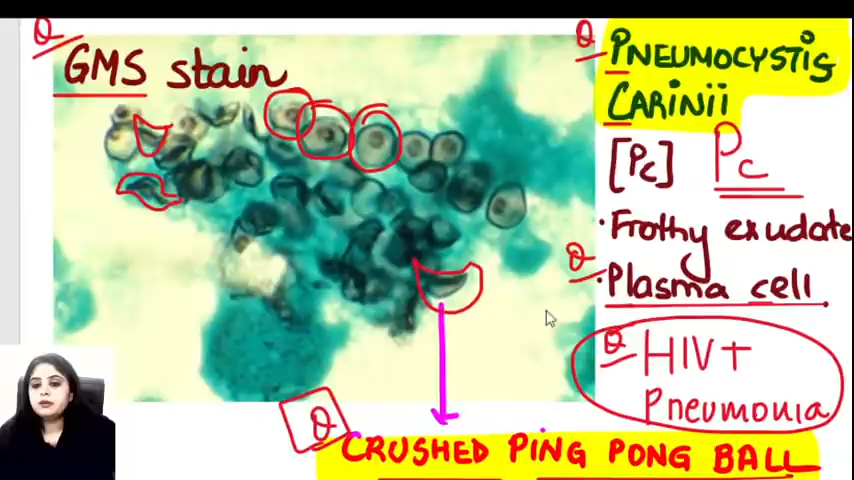 Q
GMS stain
Q PNEUMOCYSTIS
CARINII
[Pc] Pc
• Frothy exudate
Q • Plasma cell
Q HIV+
Pneumonia
Q CRUSHED PING PONG BALL